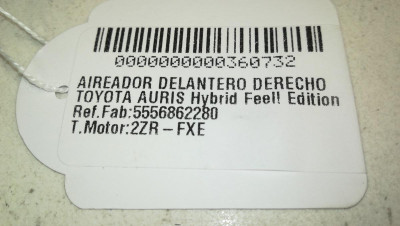 0000000000360732
AIREADOR DELANTERO DERECHO
TOYOTA AURIS Hybrid Feel! Edition
Ref.Fab:5556862280
T.Motor:2ZR-FXE